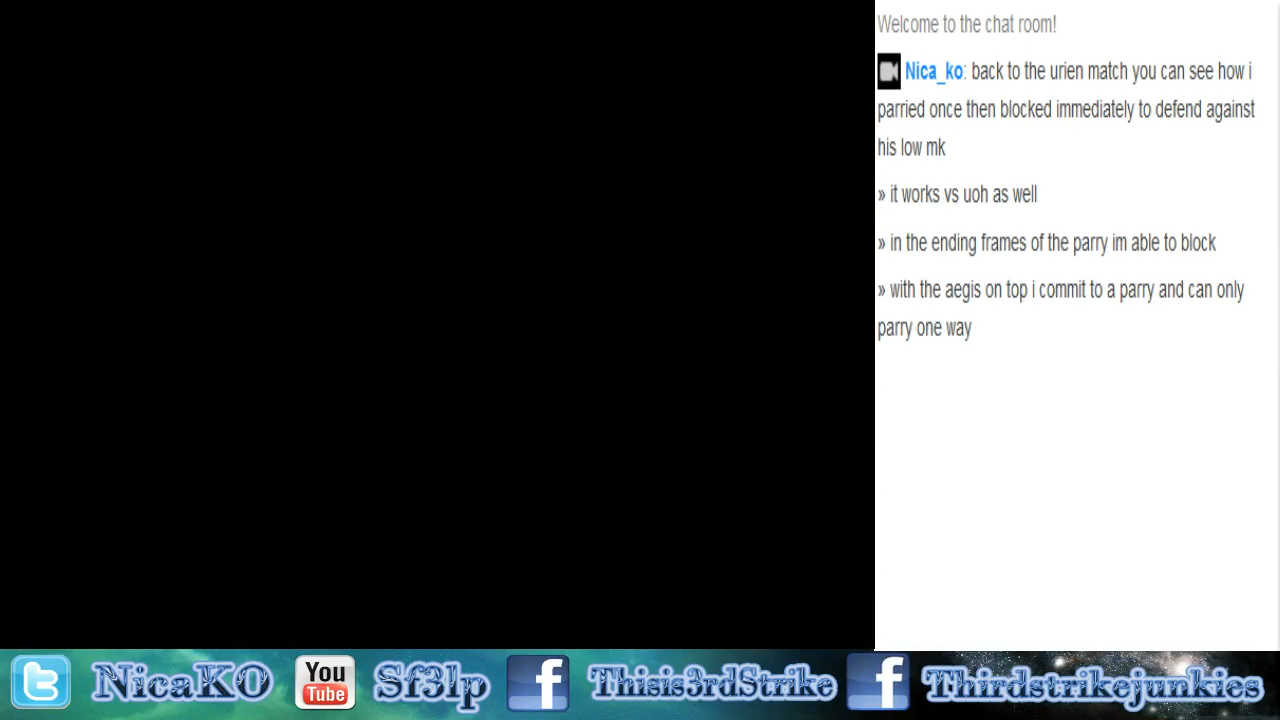 Welcome to the chat room!
Nica_ko: back to the urien match you can see how i
parried once then blocked immediately to defend against
his low mk
» it works vs uoh as well
» in the ending frames of the parry im able to block
» with the aegis on top i commit to a parry and can only
parry one way
NicaKO You Tube Sf3lp f Thisis3rdStrike f Thirdstrikejunkies